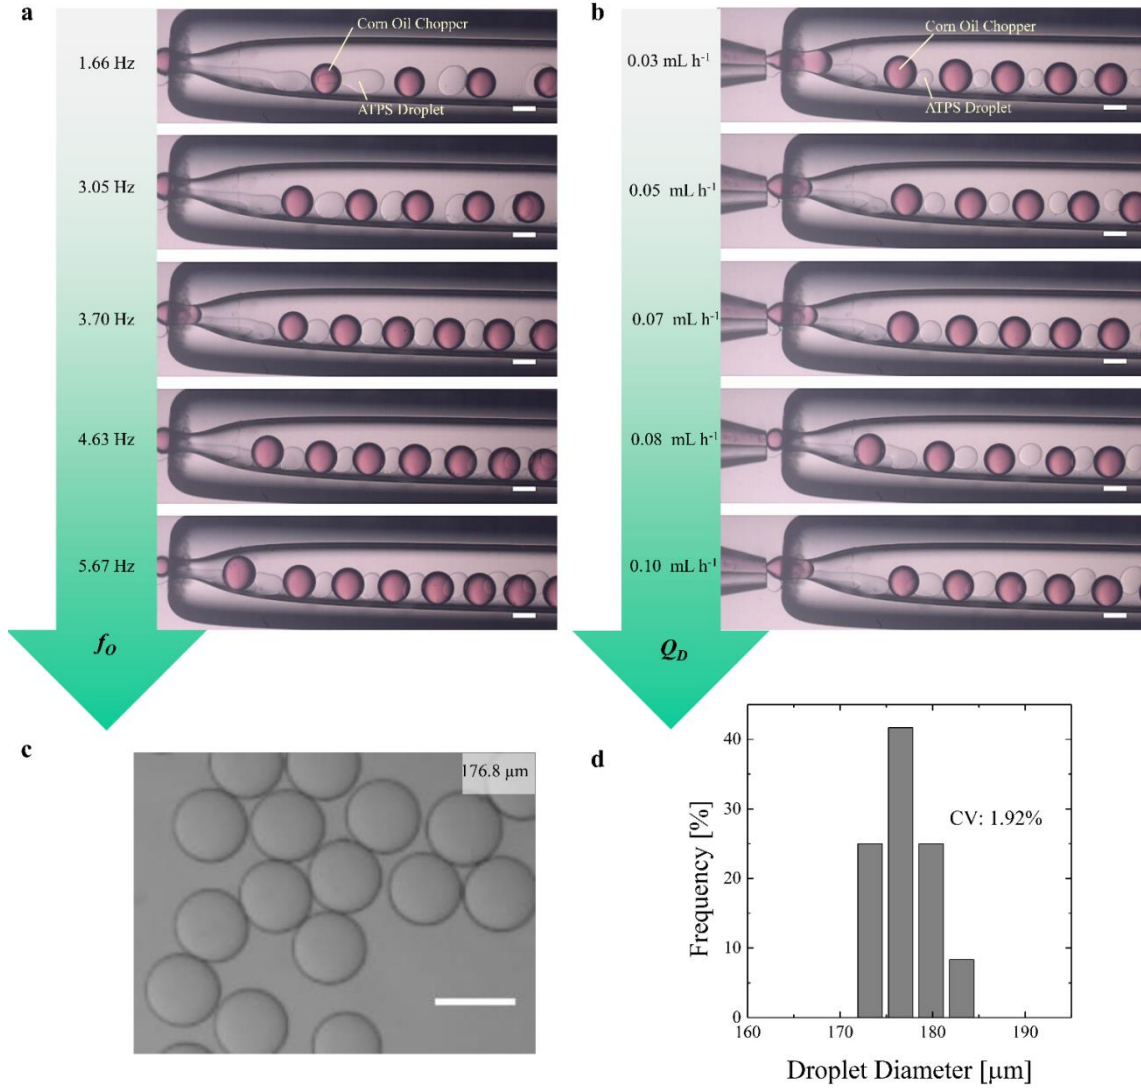 a
Corn Oil Chopper
1.66 Hz
ATPS Droplet
3.05 Hz
3.70 Hz
4.63 Hz
5.67 Hz
fO
b
Corn Oil Chopper
0.03 mL h-1
ATPS Droplet
0.05 mL h-1
0.07 mL h-1
0.08 mL h-1
0.10 mL h-1
QD
c
176.8 μm
d
Frequency [%]
40
30
20
10
0
CV: 1.92%
160
170
180
190
Droplet Diameter [μm]